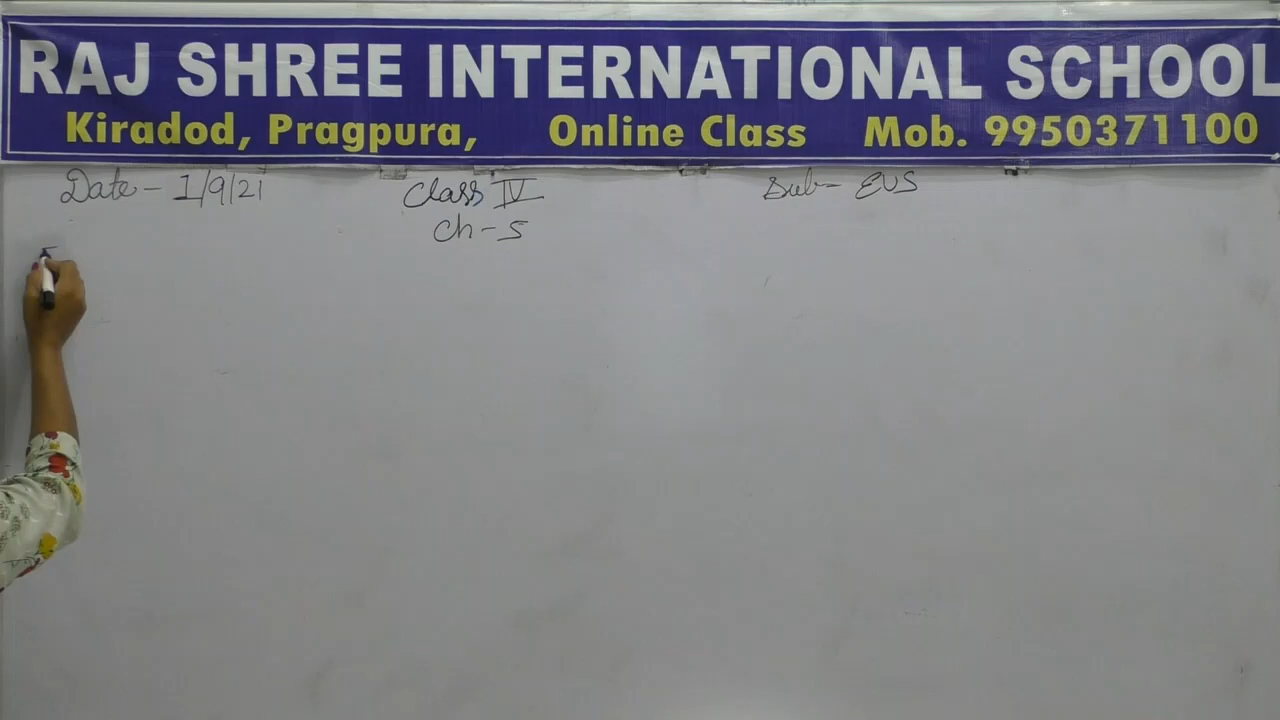 RAJ SHREE INTERNATIONAL SCHOOL
Kiradod, Pragpura, Online Class Mob. 9950371100
Date - 1/9/21 Class IV Sub- EVS
Ch - 5